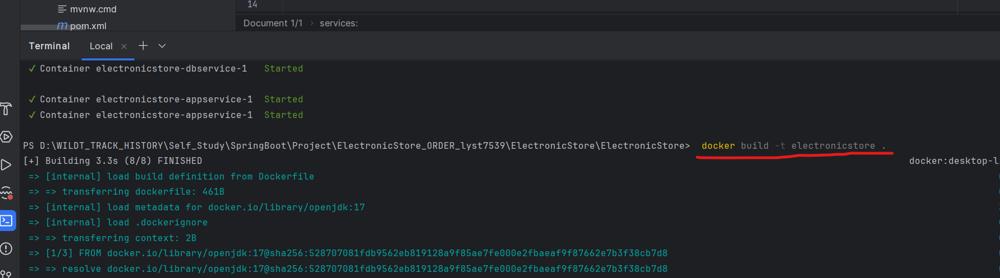 mvnw.cmd
14
pom.xml
Document 1/1 › services:
Terminal Local
✓ Container electronicstore-dbservice-1 Started
✓ Container electronicstore-appservice-1 Started
✓ Container electronicstore-appservice-1 Started
PS D:\WILDT_TRACK_HISTORY\Self_Study\SpringBoot\Project\ElectronicStore_ORDER_lyst7539\ElectronicStore\ElectronicStore> docker build -t electronicstore .
[+] Building 3.3s (8/8) FINISHED docker:desktop-l
=> [internal] load build definition from Dockerfile
=> => transferring dockerfile: 461B
=> [internal] load metadata for docker.io/library/openjdk:17
=> [internal] load .dockerignore
=> => transferring context: 2B
=> [1/3] FROM docker.io/library/openjdk:17@sha256:528707081fdb9562eb819128a9f85ae7fe000e2fbaeaf9f87662e7b3f38cb7d8
=> => resolve docker.io/library/openjdk:17@sha256:528707081fdb9562eb819128a9f85ae7fe000e2fbaeaf9f87662e7b3f38cb7d8